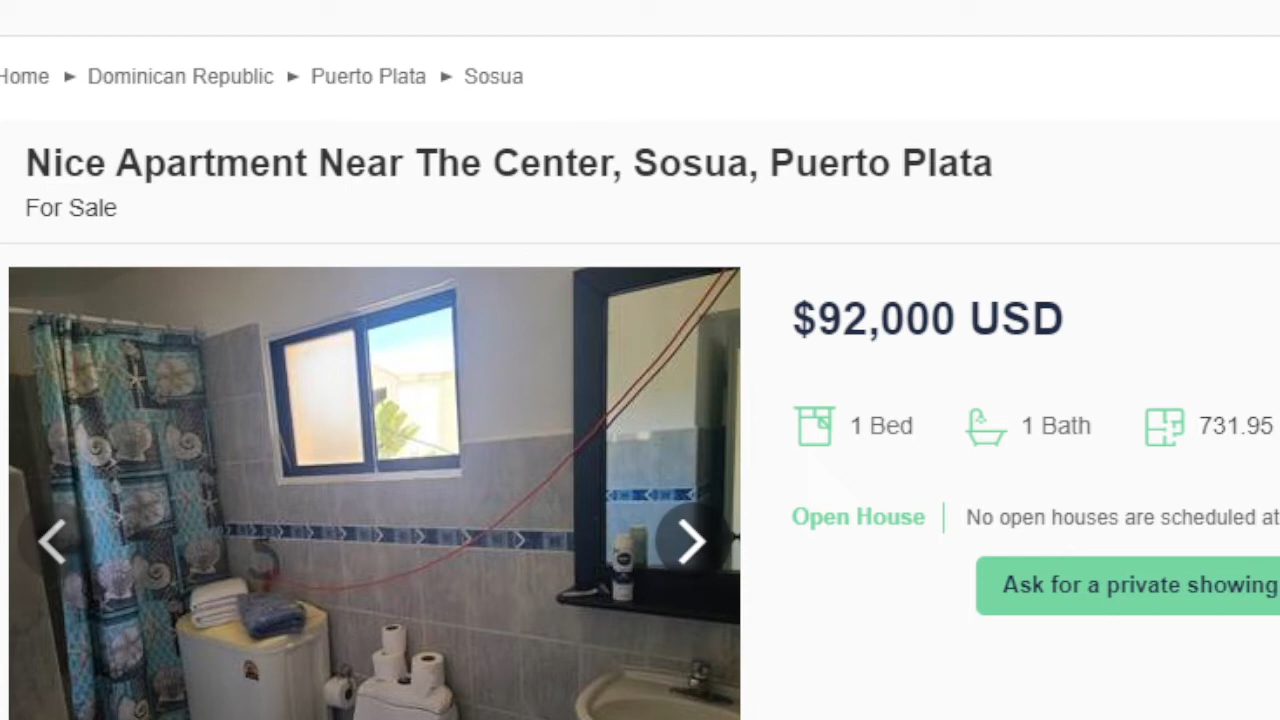 Home ► Dominican Republic ► Puerto Plata ► Sosua
Nice Apartment Near The Center, Sosua, Puerto Plata
For Sale
$92,000 USD
1 Bed 1 Bath 731.95
Open House No open houses are scheduled at
Ask for a private showing